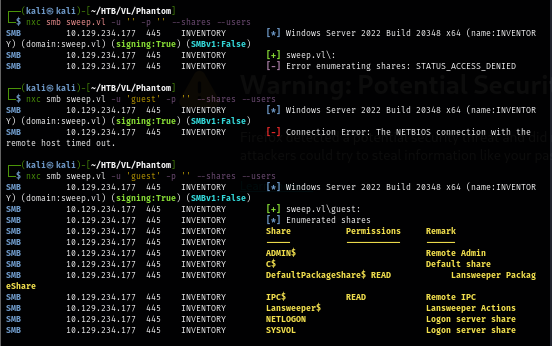 ┌──(kali㉿kali)-[~/HTB/VL/Phantom]
└─$ nxc smb sweep.vl -u '' -p '' --shares --users
SMB 10.129.234.177 445 INVENTORY [*] Windows Server 2022 Build 20348 x64 (name:INVENTOR
Y) (domain:sweep.vl) (signing:True) (SMBv1:False)
SMB 10.129.234.177 445 INVENTORY [+] sweep.vl\:
SMB 10.129.234.177 445 INVENTORY [-] Error enumerating shares: STATUS_ACCESS_DENIED
Warning: Potential Securi
┌──(kali㉿kali)-[~/HTB/VL/Phantom]
└─$ nxc smb sweep.vl -u 'guest' -p '' --shares --users
SMB 10.129.234.177 445 INVENTORY [*] Windows Server 2022 Build 20348 x64 (name:INVENTOR
Y) (domain:sweep.vl) (signing:True) (SMBv1:False)
SMB 10.129.234.177 445 INVENTORY [-] Connection Error: The NETBIOS connection with the
remote host timed out.
attackers could try to steal information like your pa
┌──(kali㉿kali)-[~/HTB/VL/Phantom]
└─$ nxc smb sweep.vl -u 'guest' -p '' --shares --users
SMB 10.129.234.177 445 INVENTORY [*] Windows Server 2022 Build 20348 x64 (name:INVENTOR
Y) (domain:sweep.vl) (signing:True) (SMBv1:False)
SMB 10.129.234.177 445 INVENTORY [+] sweep.vl\guest:
SMB 10.129.234.177 445 INVENTORY [*] Enumerated shares
SMB 10.129.234.177 445 INVENTORY Share Permissions Remark
SMB 10.129.234.177 445 INVENTORY ----- ----------- ------
SMB 10.129.234.177 445 INVENTORY ADMIN$ Remote Admin
SMB 10.129.234.177 445 INVENTORY C$ Default share
SMB 10.129.234.177 445 INVENTORY DefaultPackageShare$ READ Lansweeper Packag
eShare
SMB 10.129.234.177 445 INVENTORY IPC$ READ Remote IPC
SMB 10.129.234.177 445 INVENTORY Lansweeper$ Lansweeper Actions
SMB 10.129.234.177 445 INVENTORY NETLOGON Logon server share
SMB 10.129.234.177 445 INVENTORY SYSVOL Logon server share